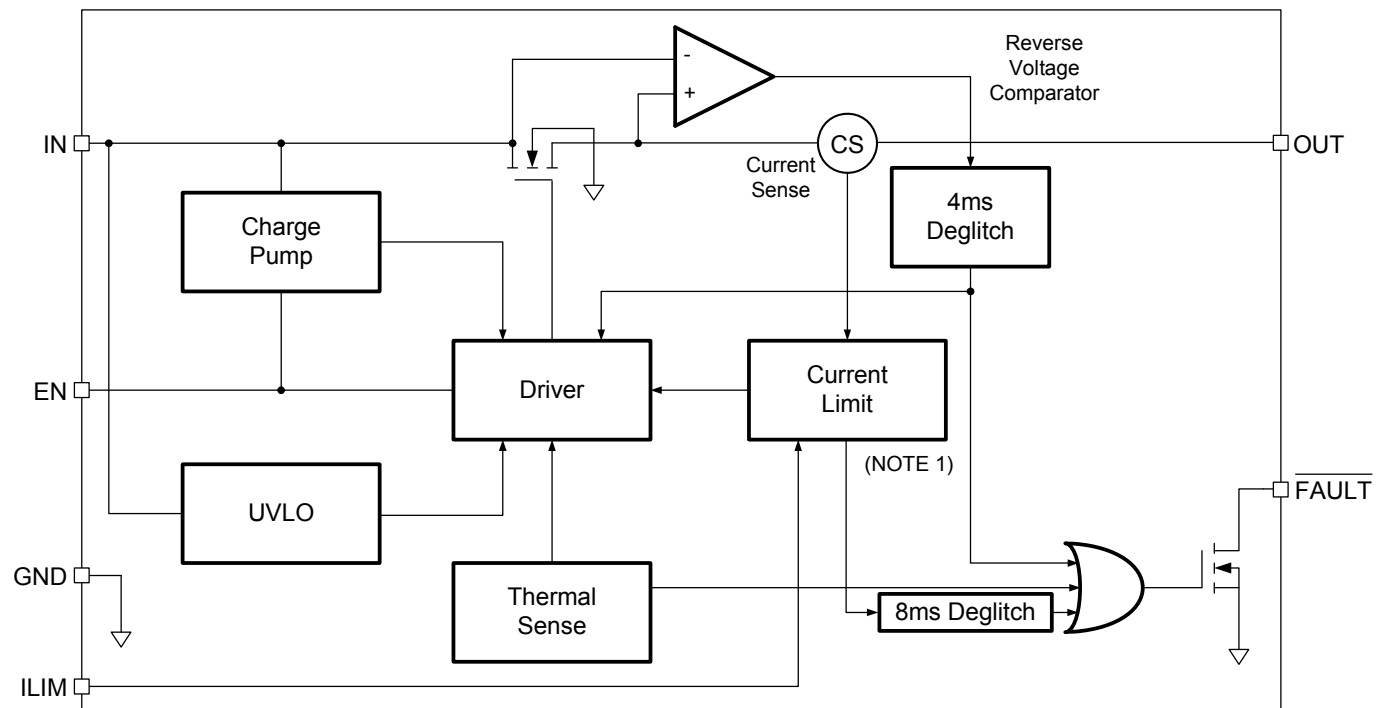 Reverse
Voltage
Comparator
-
+
IN
CS
OUT
Current
Sense
Charge
Pump
4ms
Deglitch
EN
Driver
Current
Limit
(NOTE 1)
UVLO
FAULT
GND
Thermal
Sense
8ms Deglitch
ILIM